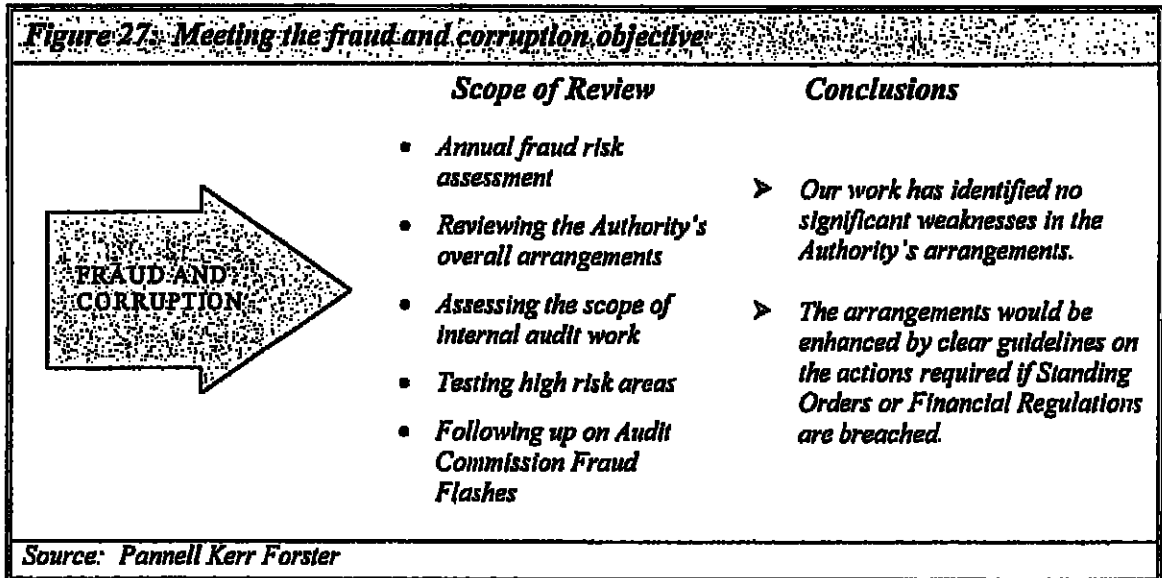 Figure 27: Meeting the fraud and corruption objective
FRAUD AND
CORRUPTION
Scope of Review
• Annual fraud risk
assessment
• Reviewing the Authority's
overall arrangements
• Assessing the scope of
internal audit work
• Testing high risk areas
• Following up on Audit
Commission Fraud
Flashes
Conclusions
➤ Our work has identified no
significant weaknesses in the
Authority's arrangements.
➤ The arrangements would be
enhanced by clear guidelines on
the actions required if Standing
Orders or Financial Regulations
are breached.
Source: Pannell Kerr Forster